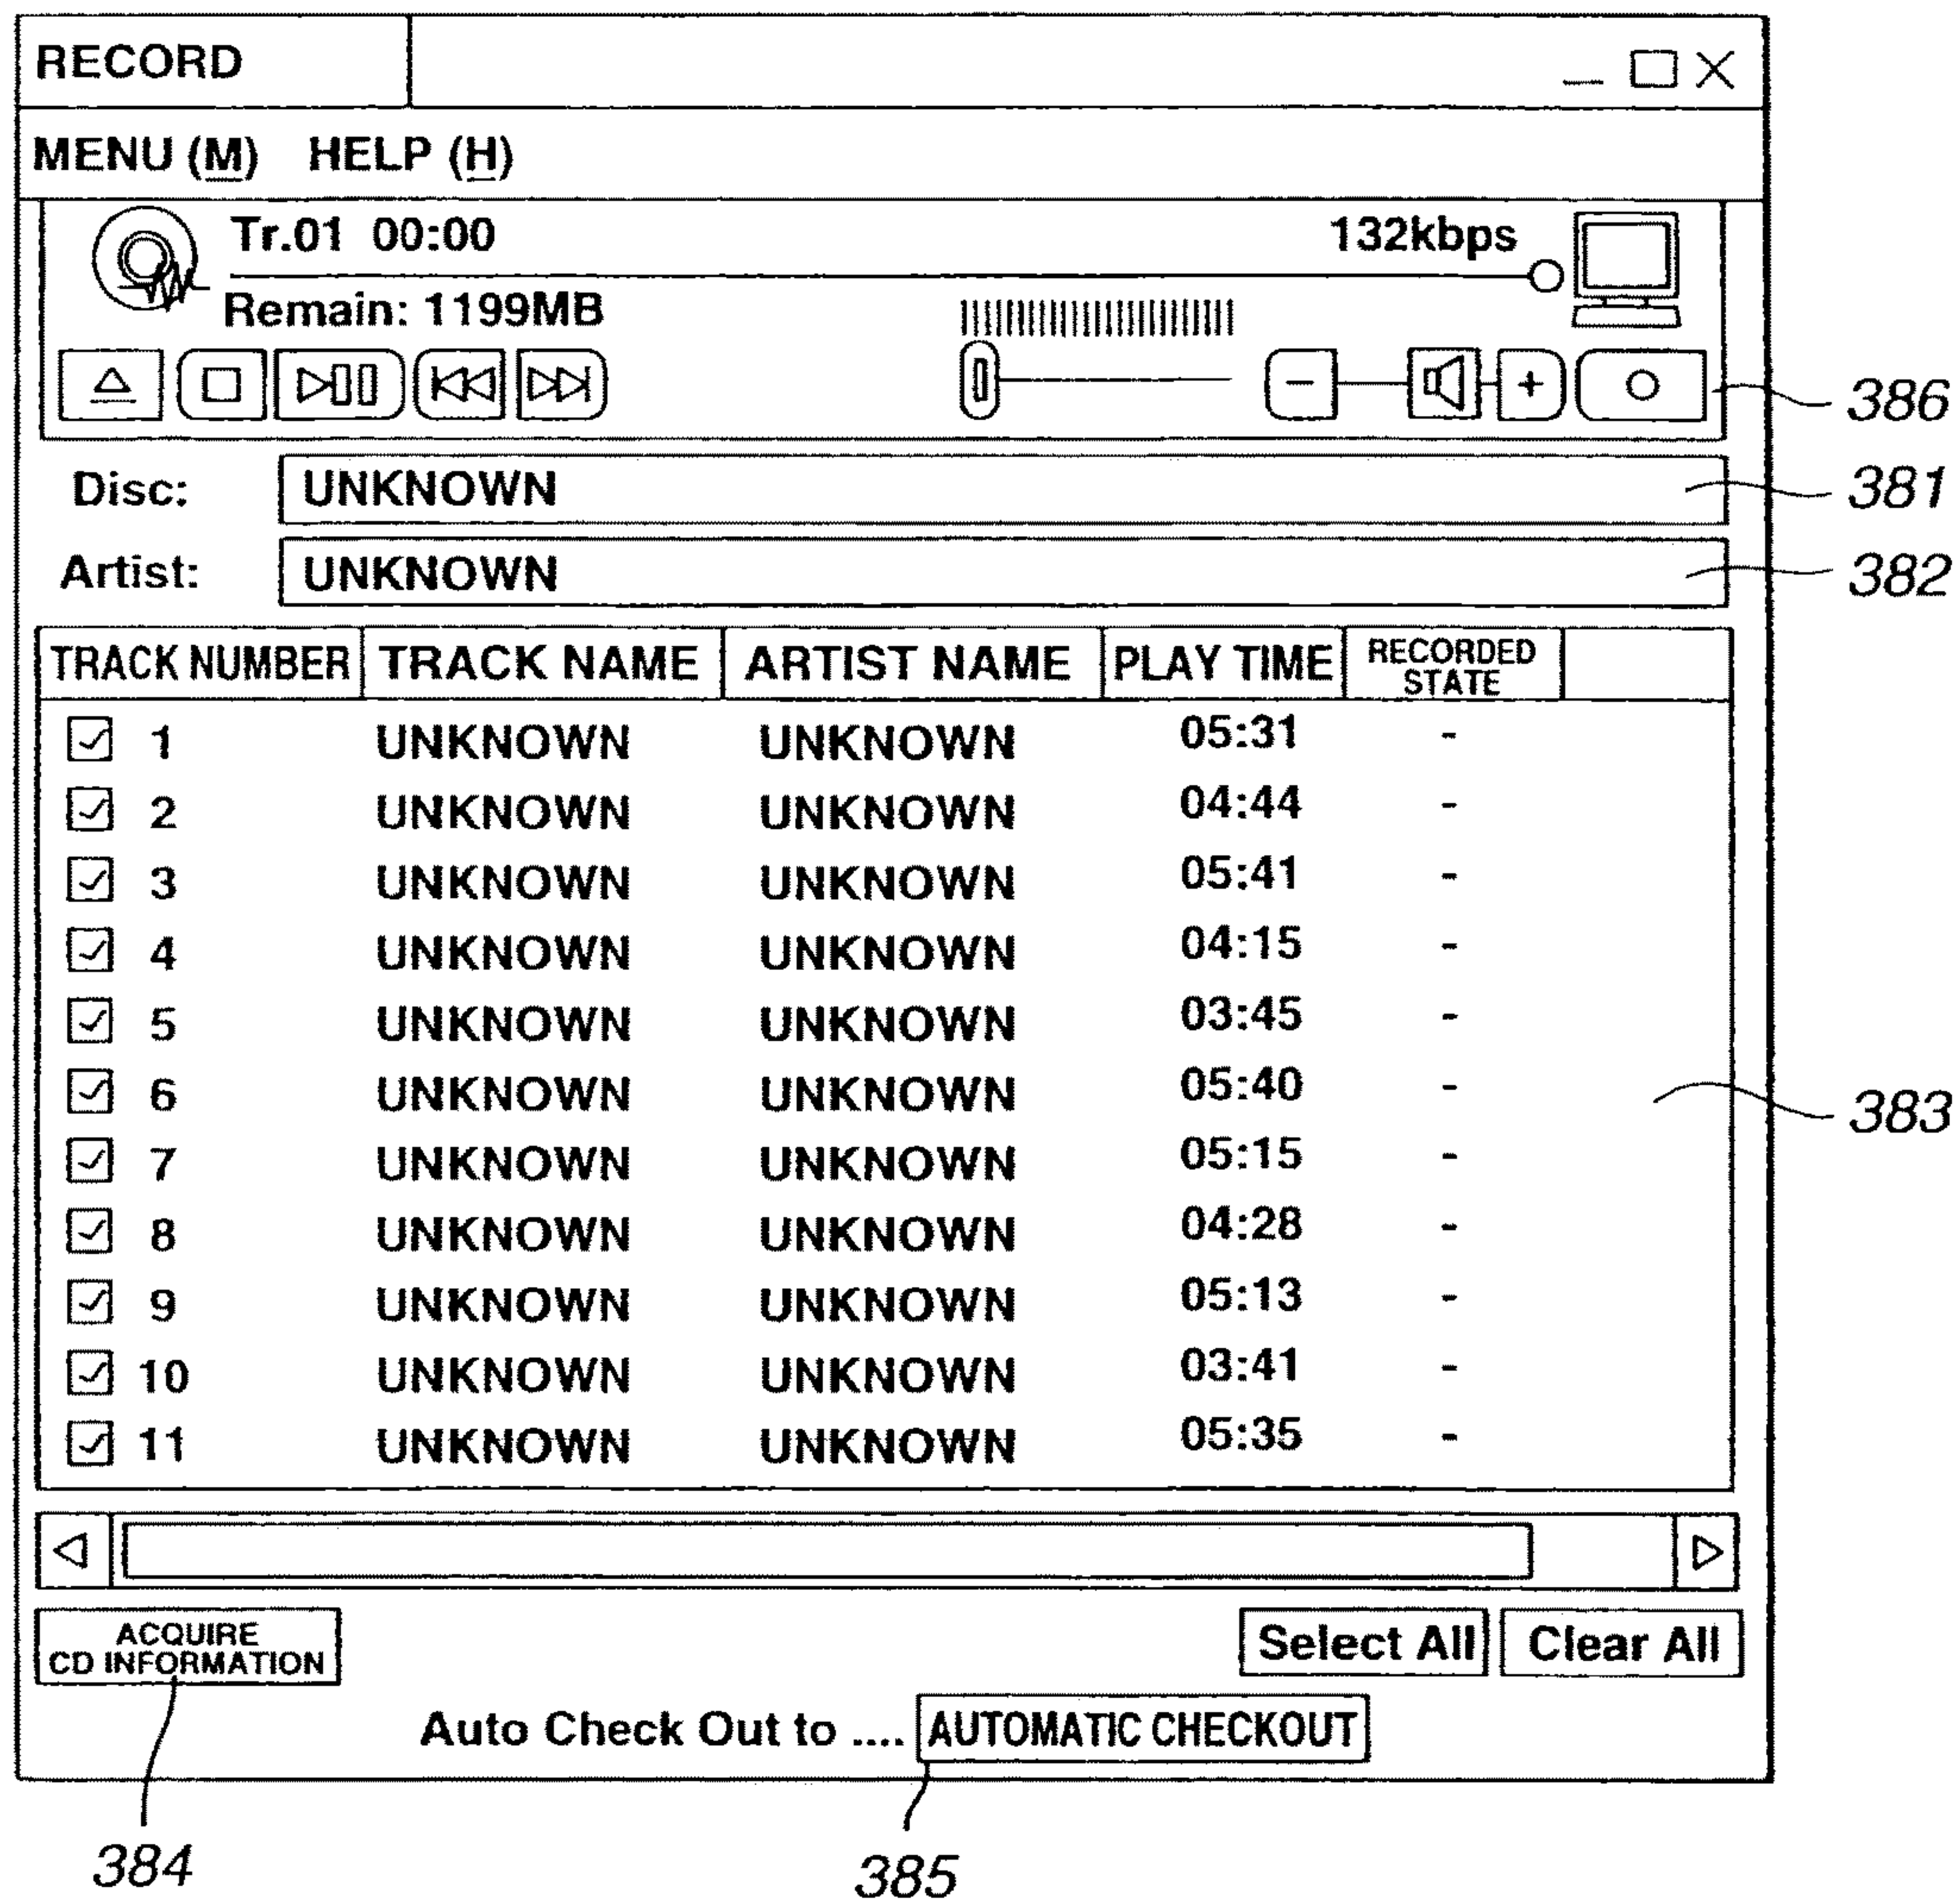 RECORD
MENU (M) HELP (H)
Tr.01 00:00 132kbps
Remain: 1199MB
386
Disc: UNKNOWN 381
Artist: UNKNOWN 382
TRACK NUMBER TRACK NAME ARTIST NAME PLAY TIME RECORDED STATE
1 UNKNOWN UNKNOWN 05:31 -
2 UNKNOWN UNKNOWN 04:44 -
3 UNKNOWN UNKNOWN 05:41 -
4 UNKNOWN UNKNOWN 04:15 -
5 UNKNOWN UNKNOWN 03:45 -
6 UNKNOWN UNKNOWN 05:40 -
383
7 UNKNOWN UNKNOWN 05:15 -
8 UNKNOWN UNKNOWN 04:28 -
9 UNKNOWN UNKNOWN 05:13 -
10 UNKNOWN UNKNOWN 03:41 -
11 UNKNOWN UNKNOWN 05:35 -
ACQUIRE
CD INFORMATION
Select All Clear All
Auto Check Out to .... AUTOMATIC CHECKOUT
384 385